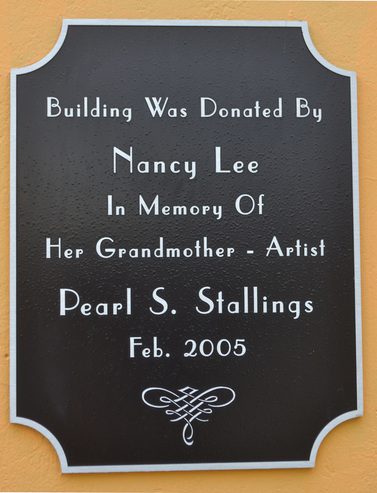 Building Was Donated By
Nancy Lee
In Memory Of
Her Grandmother - Artist
Pearl S. Stallings
Feb. 2005